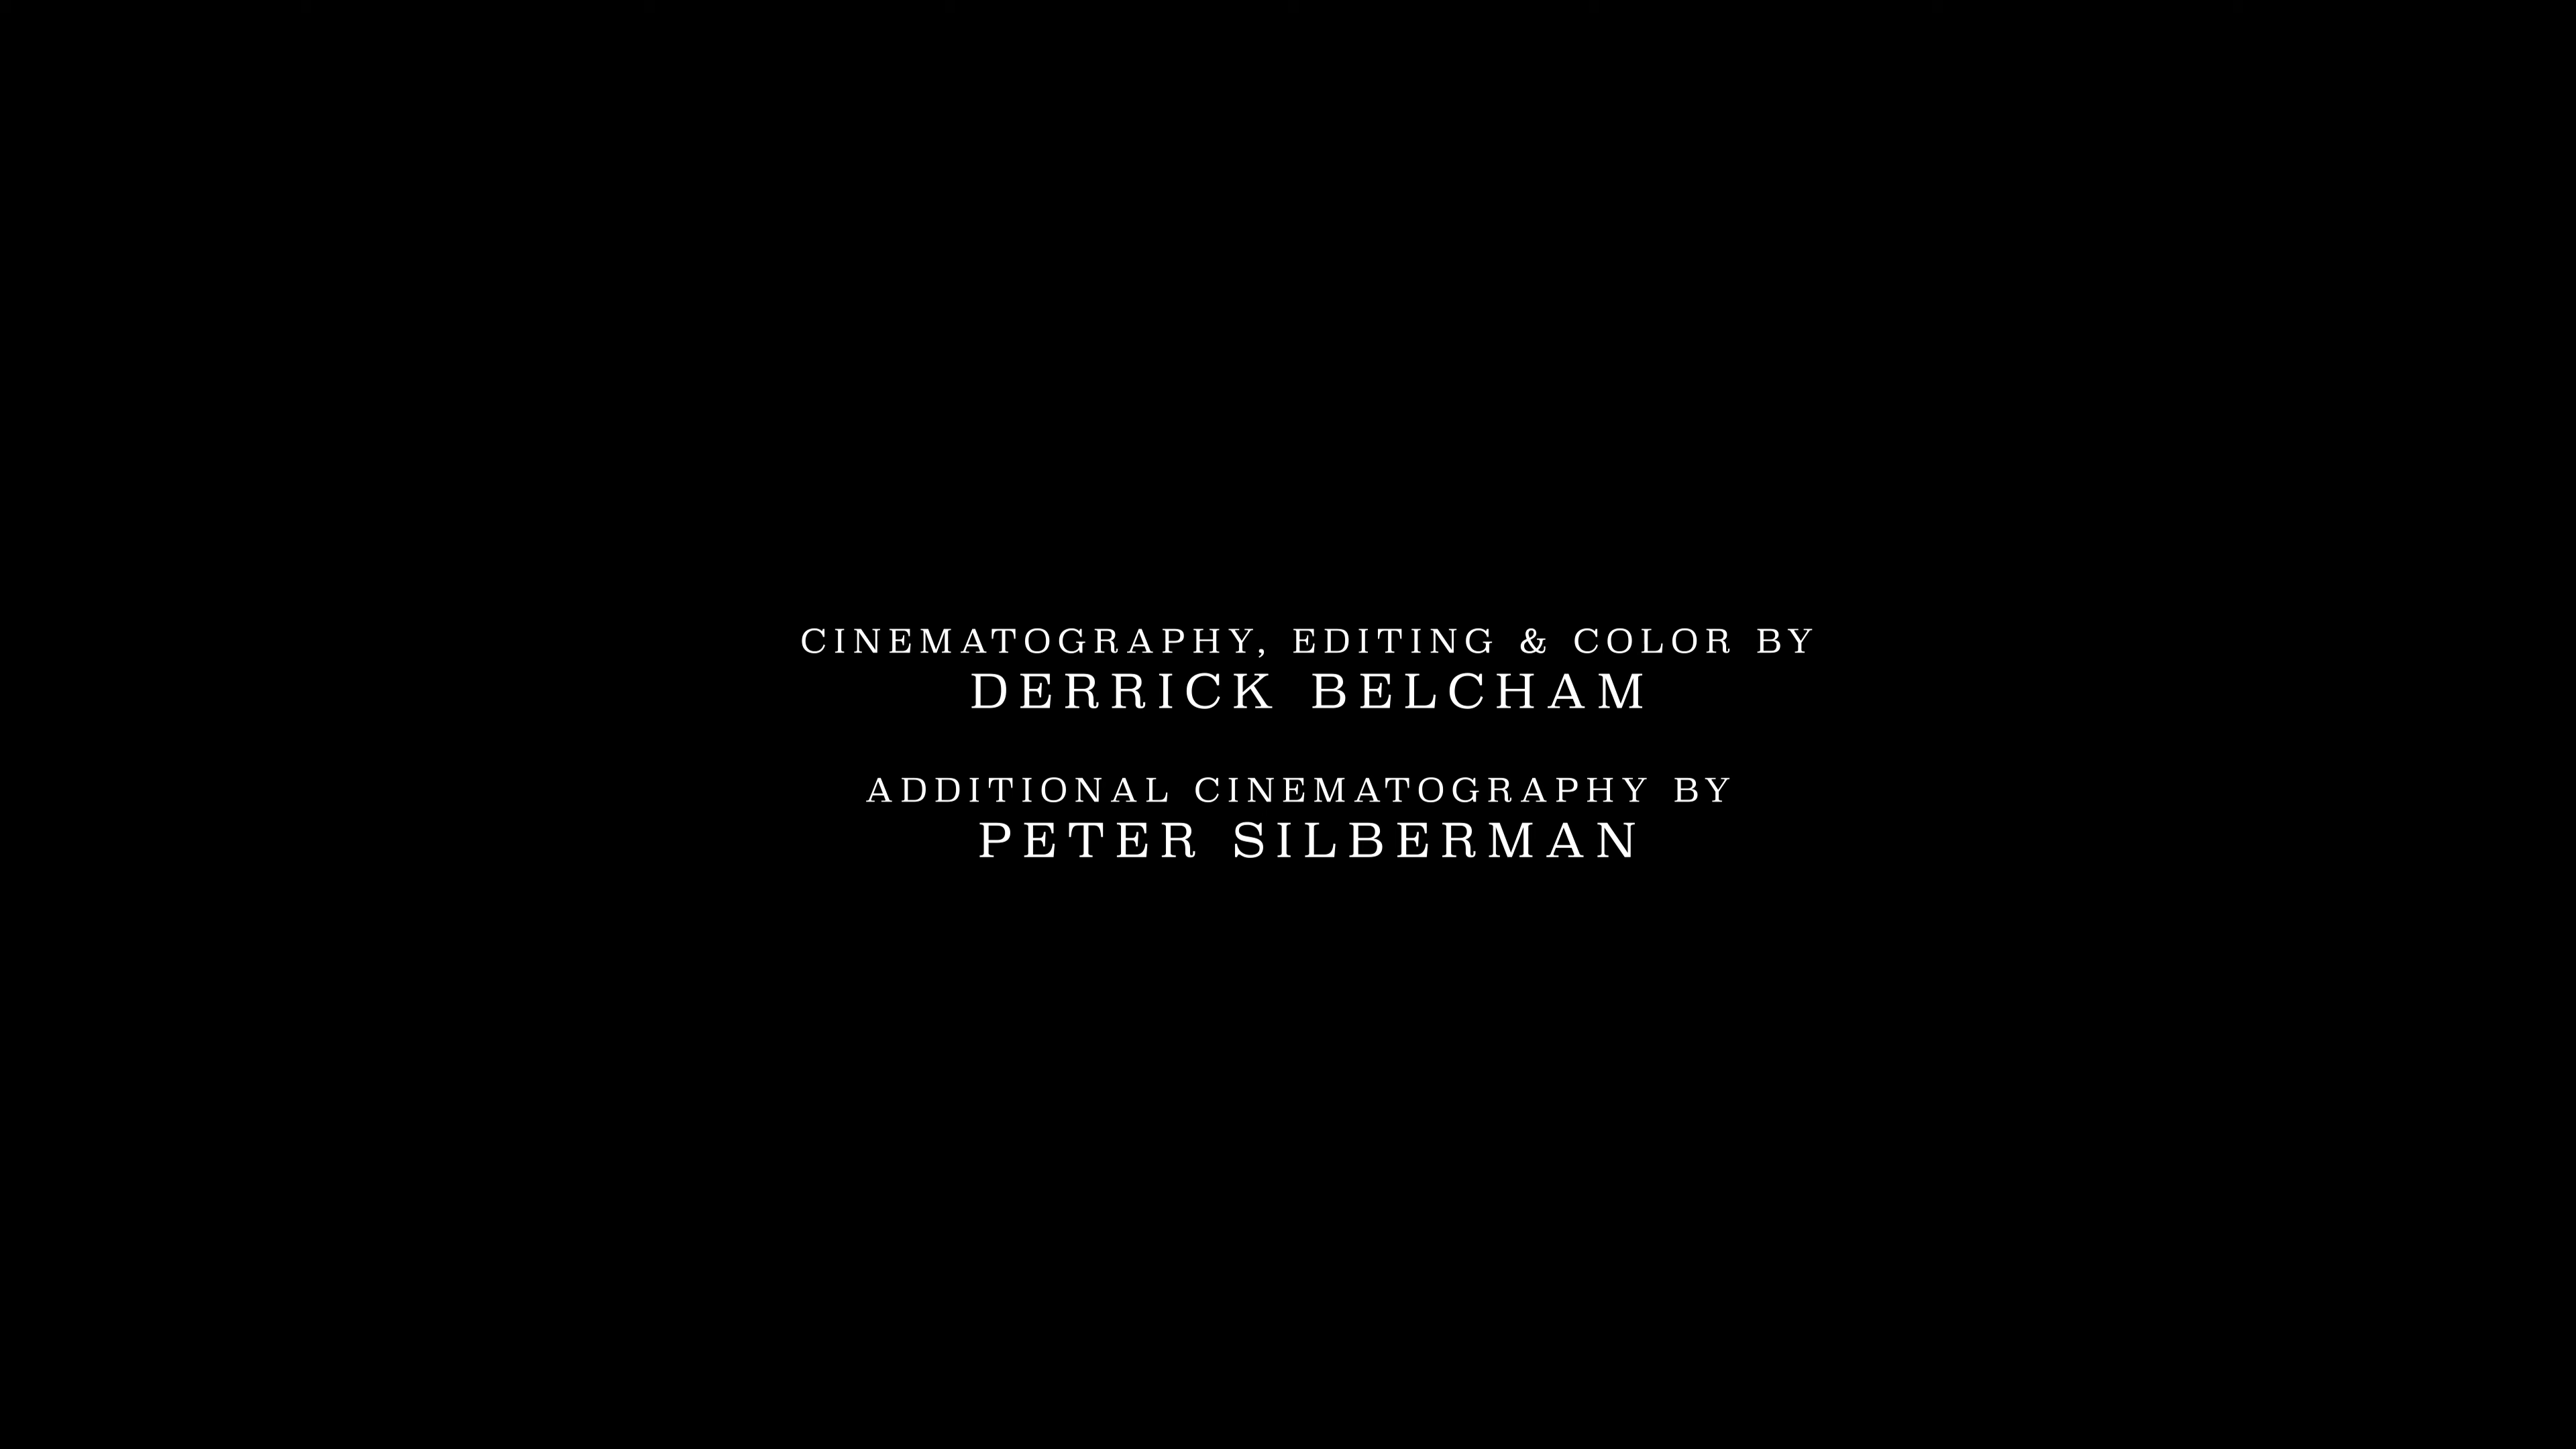 CINEMATOGRAPHY, EDITING & COLOR BY
DERRICK BELCHAM
ADDITIONAL CINEMATOGRAPHY BY
PETER SILBERMAN